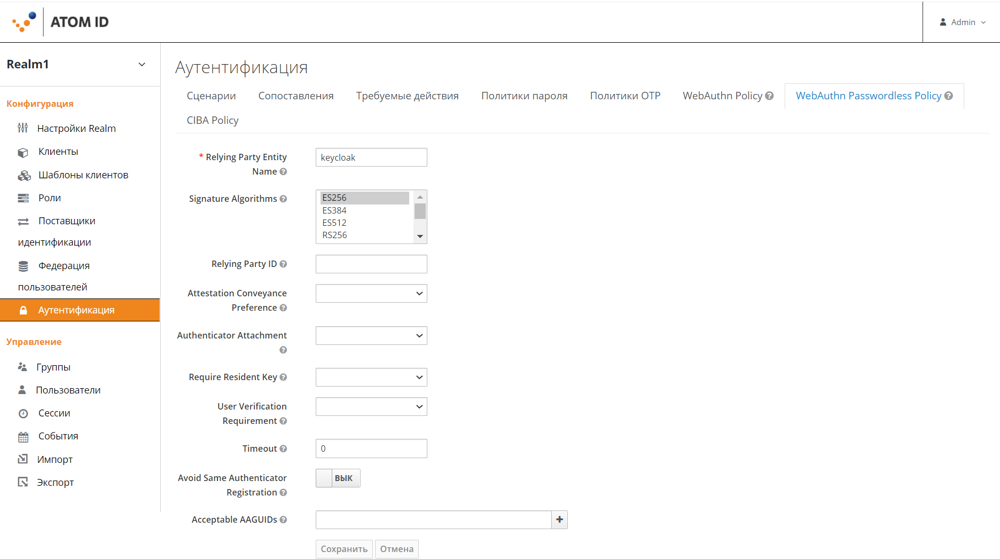 ATOM ID
Admin
Realm1
Конфигурация
Настройки Realm
Клиенты
Шаблоны клиентов
Роли
Поставщики
идентификации
Федерация
пользователей
Аутентификация
Управление
Группы
Пользователи
Сессии
События
Импорт
Экспорт
Аутентификация
Сценарии Сопоставления Требуемые действия Политики пароля Политики OTP WebAuthn Policy WebAuthn Passwordless Policy
CIBA Policy
* Relying Party Entity
Name
keycloak
Signature Algorithms
ES256
ES384
ES512
RS256
Relying Party ID
Attestation Conveyance
Preference
Authenticator Attachment
Require Resident Key
User Verification
Requirement
Timeout
0
Avoid Same Authenticator
Registration
ВЫК
Acceptable AAGUIDs
Сохранить Отмена